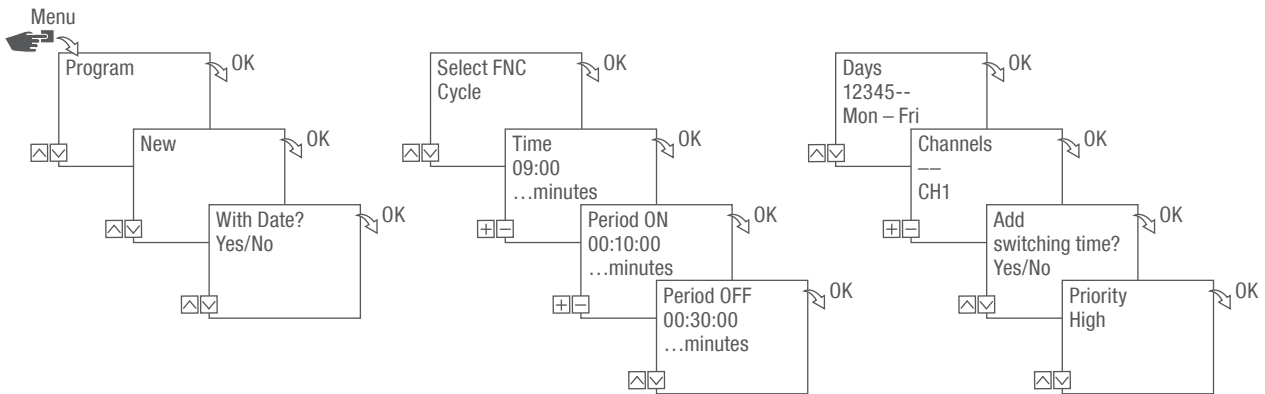 Menu
Program
OK
New
OK
With Date?
Yes/No
OK
Select FNC
Cycle
OK
Time
09:00
…minutes
OK
Period ON
00:10:00
…minutes
OK
Period OFF
00:30:00
…minutes
OK
Days
12345--
Mon – Fri
OK
Channels
––
CH1
OK
Add
switching time?
Yes/No
OK
Priority
High
OK